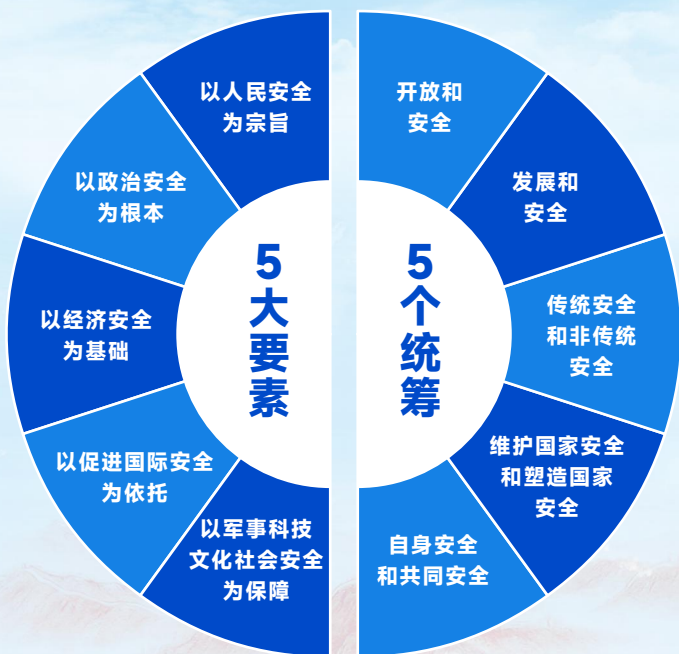 以人民安全
为宗旨
以政治安全
为根本
以经济安全
为基础
以促进国际安全
为依托
以军事科技
文化社会安全
为保障
5大要素
5个统筹
开放和
安全
发展和
安全
传统安全
和非传统
安全
维护国家安全
和塑造国家
安全
自身安全
和共同安全